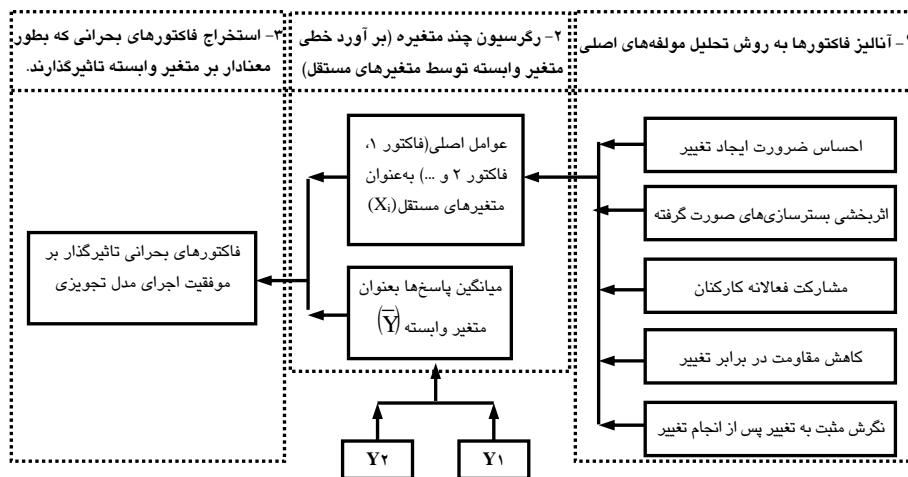 - آنالیز فاکتورها به روش تحلیل مولفه‌های اصلی
احساس ضرورت ایجاد تغییر
اثربخشی بسترسازی‌های صورت گرفته
مشارکت فعالانه کارکنان
کاهش مقاومت در برابر تغییر
نگرش مثبت به تغییر پس از انجام تغییر
۲- رگرسیون چند متغیره (بر آورد خطی
متغیر وابسته توسط متغیرهای مستقل)
عوامل اصلی(فاکتور ۱،
فاکتور ۲ و ...) به‌عنوان
متغیرهای مستقل(Xi)
میانگین پاسخ‌ها بعنوان
متغیر وابسته (Y̅)
Y۱
Y۲
۳- استخراج فاکتورهای بحرانی که بطور
معنادار بر متغیر وابسته تاثیرگذارند.
فاکتورهای بحرانی تاثیرگذار بر
موفقیت اجرای مدل تجویزی